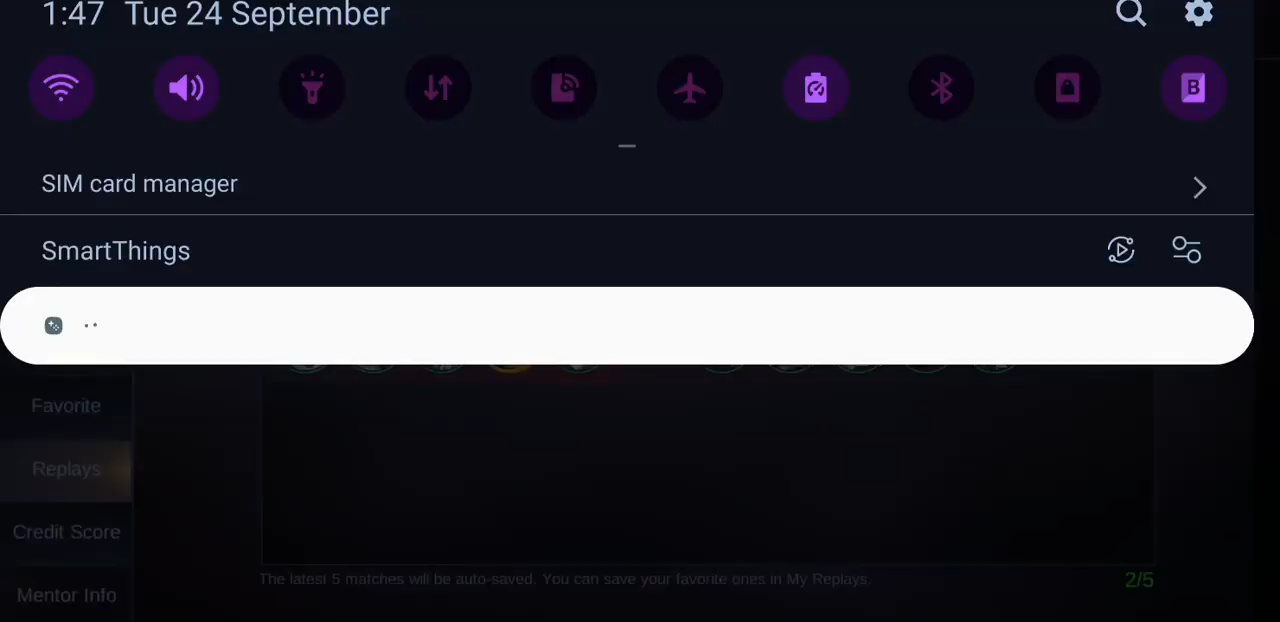 1:47 Tue 24 September
B
SIM card manager
SmartThings
Favorite
Replays
Credit Score
The latest 5 matches will be auto-saved. You can save your favorite ones in My Replays.
2/5
Mentor Info